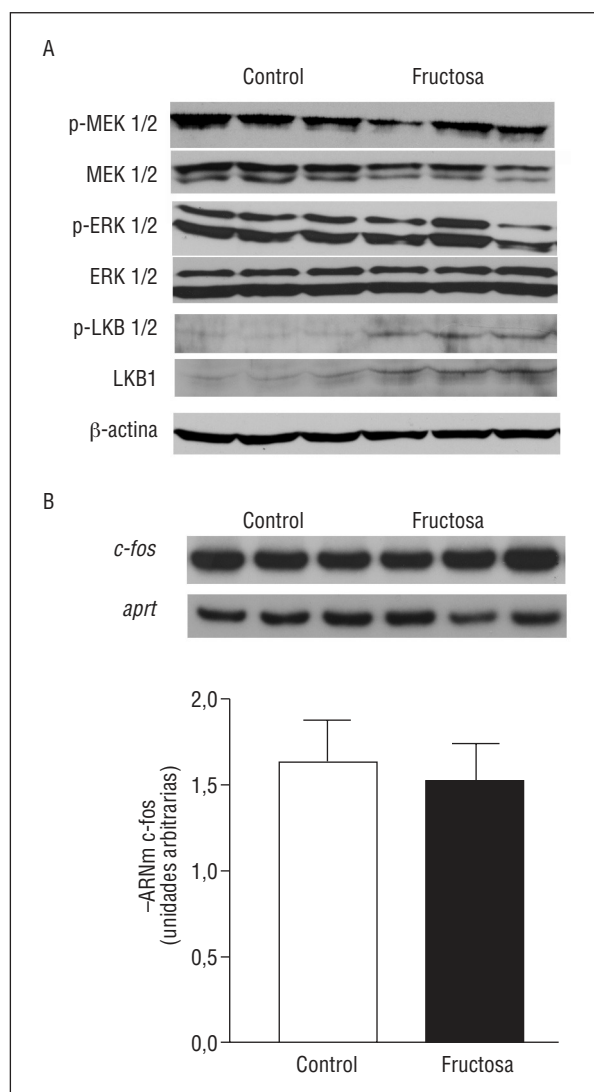 A
Control Fructosa
p-MEK 1/2
MEK 1/2
p-ERK 1/2
ERK 1/2
p-LKB 1/2
LKB1
β-actina
B
Control Fructosa
c-fos
aprt
2,0
1,5
1,0
0,5
0,0
–ARNm c-fos
(unidades arbitrarias)
Control Fructosa